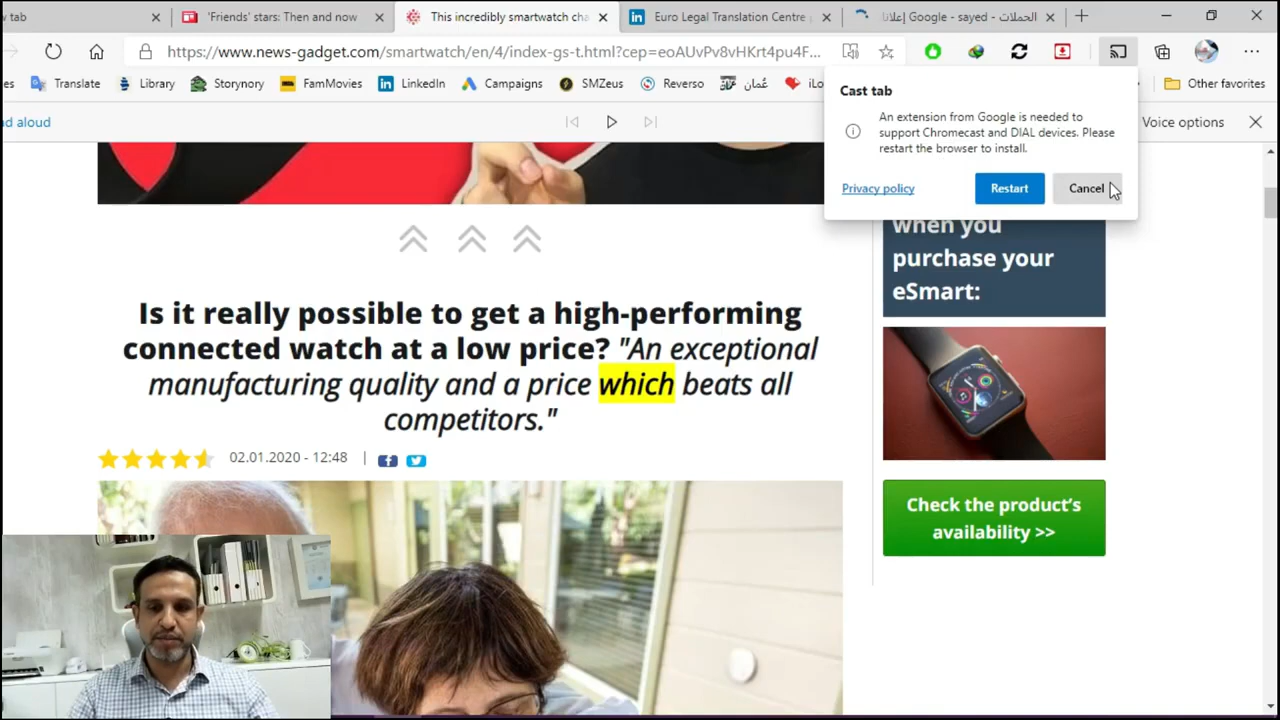 w tab
'Friends' stars: Then and now
This incredibly smartwatch cha
Euro Legal Translation Centre
إعلانا Google - sayed - الحملات
https://www.news-gadget.com/smartwatch/en/4/index-gs-t.html?cep=eoAUvPv8vHKrt4pu4F...
es
Translate
Library
Storynory
FamMovies
LinkedIn
Campaigns
SMZeus
Reverso
عُمان
iLo
Other favorites
ad aloud
Voice options
Cast tab
An extension from Google is needed to
support Chromecast and DIAL devices. Please
restart the browser to install.
Privacy policy
Restart
Cancel
when you
purchase your
eSmart:
Is it really possible to get a high-performing
connected watch at a low price? "An exceptional
manufacturing quality and a price which beats all
competitors."
02.01.2020 - 12:48
Check the product's
availability >>